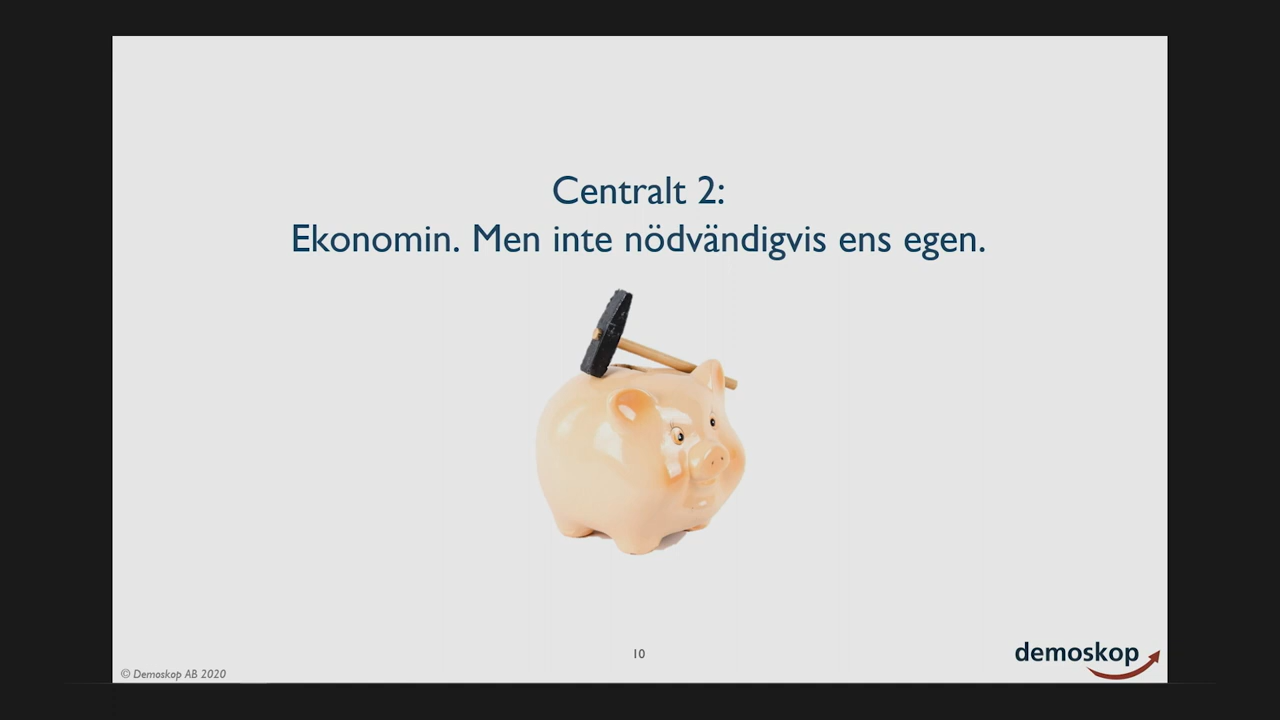 Centralt 2:
Ekonomin. Men inte nödvändigvis ens egen.
10
© Demoskop AB 2020
demoskop